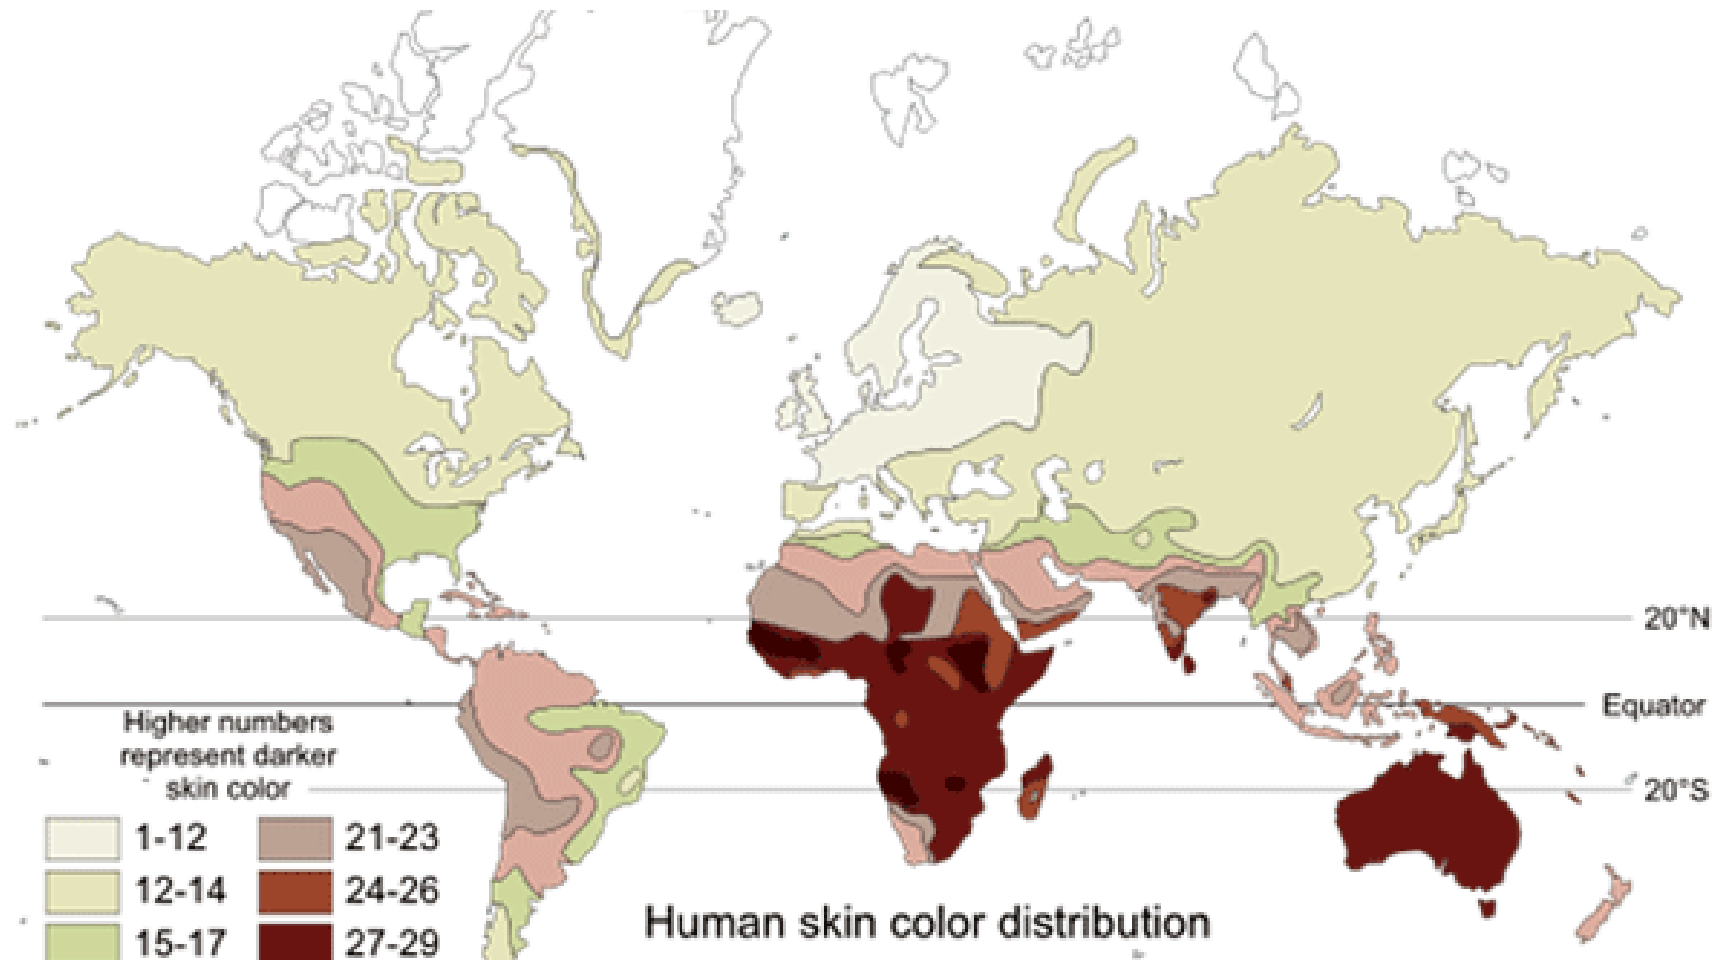 20°N
Equator
Higher numbers
represent darker
skin color
20°S
1-12
21-23
12-14
24-26
15-17
27-29
Human skin color distribution